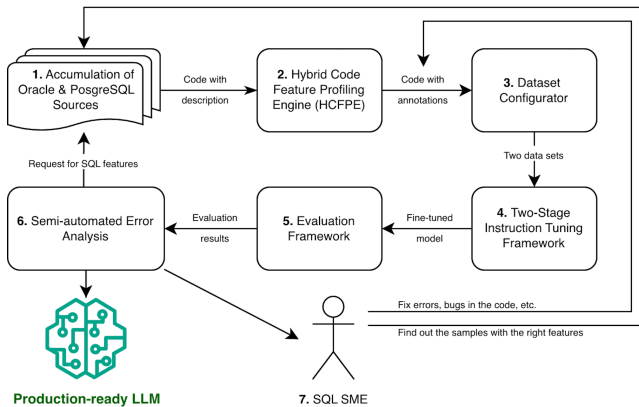 1. Accumulation of
Oracle & PosgreSQL
Sources
Code with
description
2. Hybrid Code
Feature Profiling
Engine (HCFPE)
Code with
annotations
3. Dataset
Configurator
Two data sets
Request for SQL features
6. Semi-automated Error
Analysis
Evaluation
results
5. Evaluation
Framework
Fine-tuned
model
4. Two-Stage
Instruction Tuning
Framework
Fix errors, bugs in the code, etc.
Find out the samples with the right features
Production-ready LLM
7. SQL SME